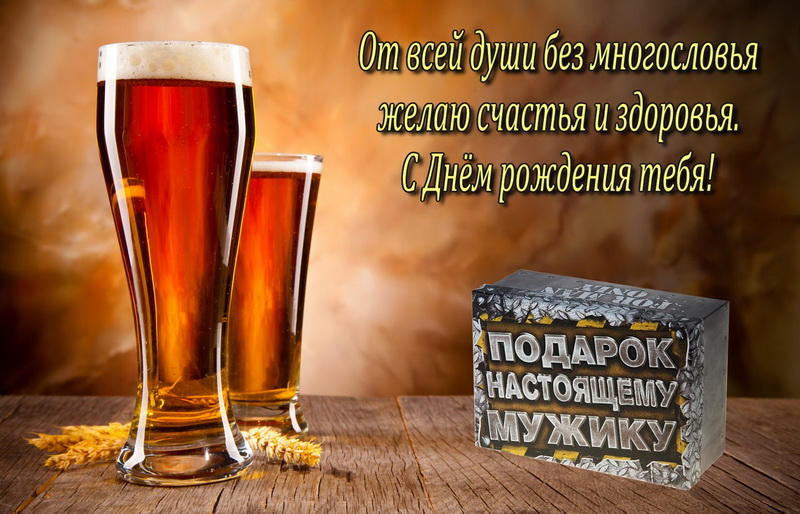 От всей души без многословья
желаю счастья и здоровья.
С Днём рождения тебя!
ПОДАРОК
НАСТОЯЩЕМУ
МУЖИКУ